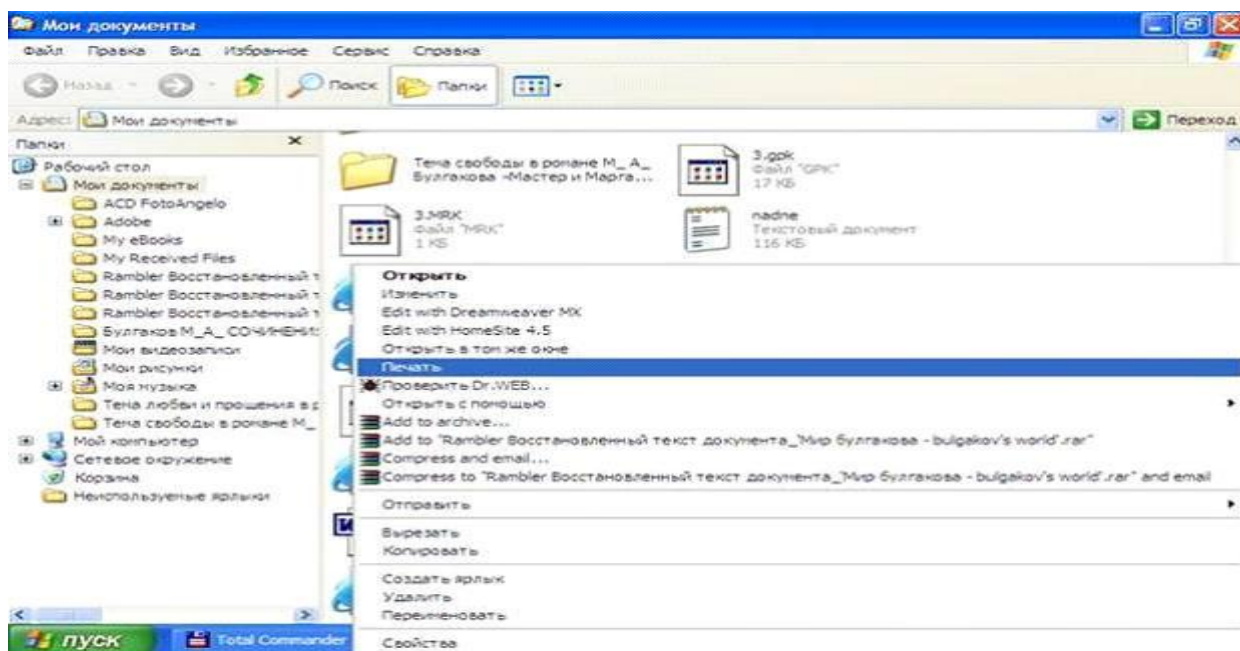 Мои документы
Файл Правка Вид Избранное Сервис Справка
Назад Поиск Папки
Адрес: Мои документы Переход
Папки
Рабочий стол
Мои документы
ACD FotoAngelo
Adobe
My eBooks
My Received Files
Rambler Восстановленный т
Rambler Восстановленный т
Rambler Восстановленный т
Булгаков М_А_ СОЧИНЕНИ
Мои видеозаписи
Мои рисунки
Моя музыка
Тема любви и прощения в р
Тема свободы в романе М_
Мой компьютер
Сетевое окружение
Корзина
Неиспользуемые ярлыки
Тема свободы в романе М_ А_
Булгакова «Мастер и Марга...
3.gpk
Файл "GPK"
17 КБ
3.MRK
Файл "MRK"
1 КБ
nadne
Текстовый документ
116 КБ
Открыть
Изменить
Edit with Dreamweaver MX
Edit with HomeSite 4.5
Открыть в том же окне
Печать
Проверить Dr.WEB...
Открыть с помощью
Add to archive...
Add to "Rambler Восстановленный текст документа_'Мир булгакова - bulgakov's world'.rar"
Compress and email...
Compress to "Rambler Восстановленный текст документа_'Мир булгакова - bulgakov's world'.rar" and email
Отправить
Вырезать
Копировать
Создать ярлык
Удалить
Переименовать
Свойства
пуск Total Commander